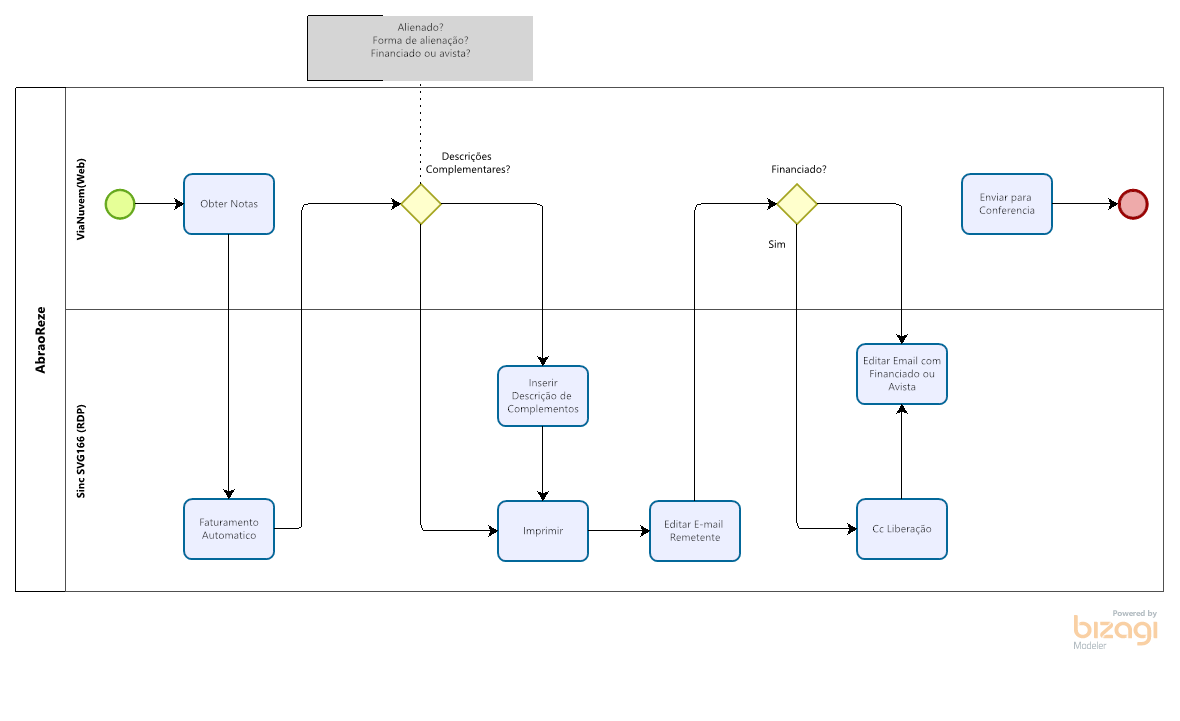 Alienado?
Forma de alienação?
Financiado ou avista?
AbraoReze
ViaNuvem(Web)
Obter Notas
Descrições
Complementares?
Financiado?
Sim
Enviar para
Conferencia
Sinc SVG166 (RDP)
Inserir
Descrição de
Complementos
Editar Email com
Financiado ou
Avista
Faturamento
Automatico
Imprimir
Editar E-mail
Remetente
Cc Liberação
Powered by
bizagi
Modeler